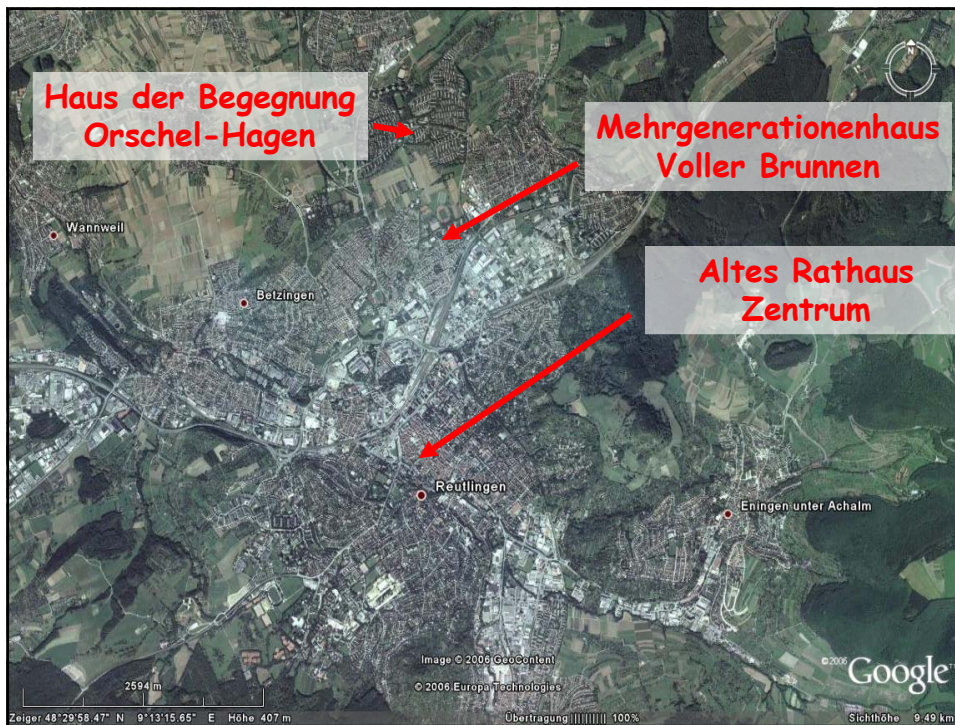 Haus der Begegnung
Orschel-Hagen
N
Mehrgenerationenhaus
Voller Brunnen
Wannweil
Altes Rathaus
Zentrum
Betzingen
Reutlingen
Eningen unter Achalm
Image © 2006 GeoContent
© 2006 Europa Technologies
©2006 Google™
2594 m
Zeiger 48°29'58.47" N 9°13'15.65" E Höhe 407 m
Übertragung |||||||||| 100%
Sichthöhe 9.49 km